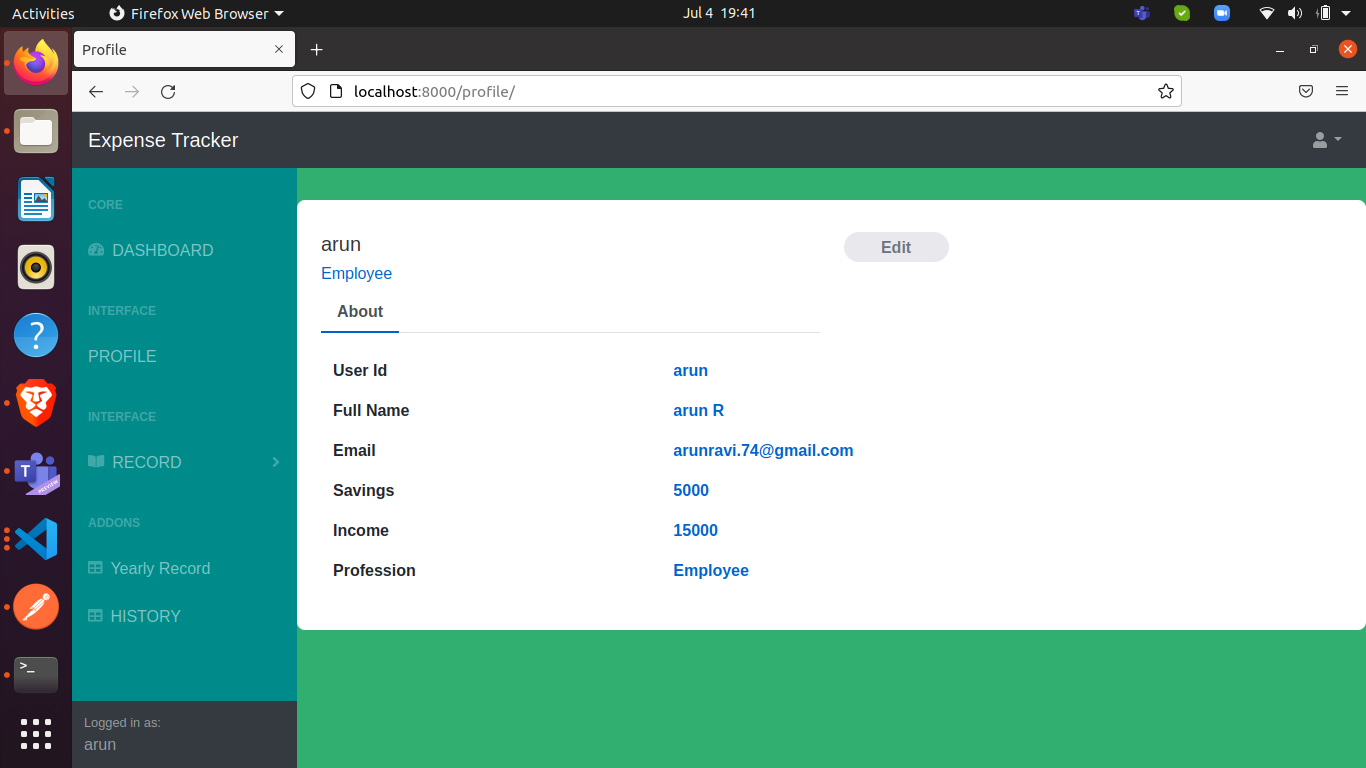 Activities Firefox Web Browser Jul 4 19:41
Profile
localhost:8000/profile/
Expense Tracker
CORE
DASHBOARD
INTERFACE
PROFILE
INTERFACE
RECORD
ADDONS
Yearly Record
HISTORY
Logged in as:
arun
arun
Edit
Employee
About
User Id arun
Full Name arun R
Email arunravi.74@gmail.com
Savings 5000
Income 15000
Profession Employee
T
PREVIEW
>_
?